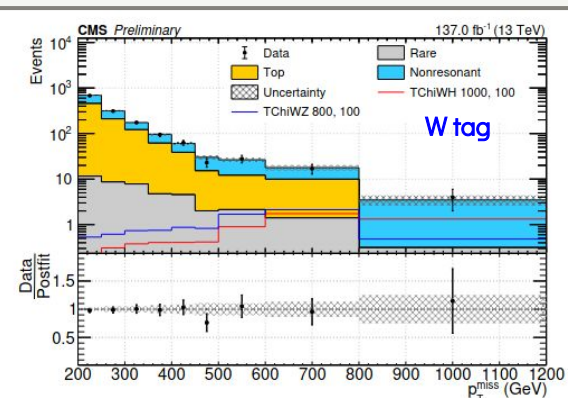 CMS Preliminary 137.0 fb⁻¹ (13 TeV)
Events
10⁴
10³
10²
10
1
Data
Rare
Top
Nonresonant
Uncertainty
TChiWH 1000, 100
TChiWZ 800, 100
W tag
Data
Postfit
1.5
1
0.5
200 300 400 500 600 700 800 900 1000 1100 1200
p_T^miss (GeV)